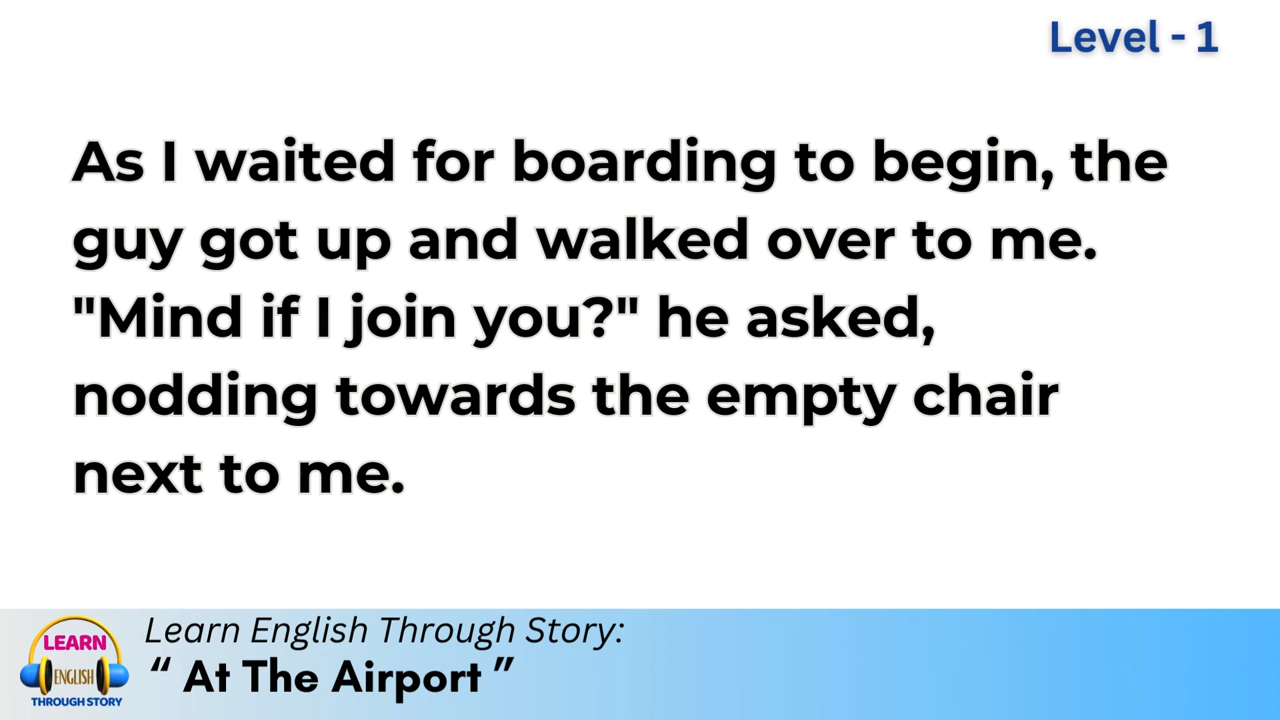 Level - 1
As I waited for boarding to begin, the
guy got up and walked over to me.
"Mind if I join you?" he asked,
nodding towards the empty chair
next to me.
Learn English Through Story:
“ At The Airport ”
LEARN
ENGLISH
THROUGH STORY